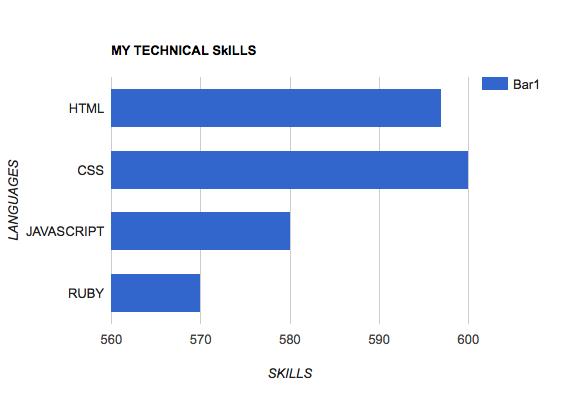 MY TECHNICAL SkILLS
Bar1
HTML
CSS
JAVASCRIPT
RUBY
LANGUAGES
560 570 580 590 600
SKILLS